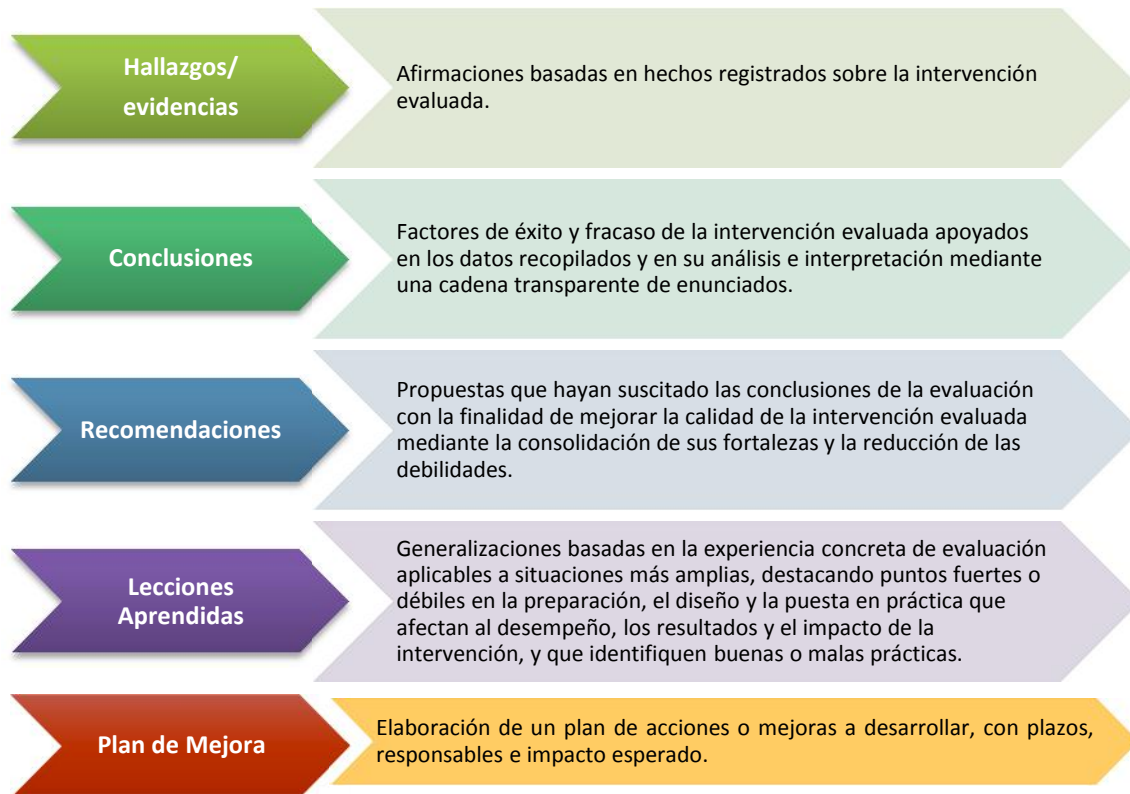 Hallazgos/
evidencias
Afirmaciones basadas en hechos registrados sobre la intervención
evaluada.
Conclusiones
Factores de éxito y fracaso de la intervención evaluada apoyados
en los datos recopilados y en su análisis e interpretación mediante
una cadena transparente de enunciados.
Recomendaciones
Propuestas que hayan suscitado las conclusiones de la evaluación
con la finalidad de mejorar la calidad de la intervención evaluada
mediante la consolidación de sus fortalezas y la reducción de las
debilidades.
Lecciones
Aprendidas
Generalizaciones basadas en la experiencia concreta de evaluación
aplicables a situaciones más amplias, destacando puntos fuertes o
débiles en la preparación, el diseño y la puesta en práctica que
afectan al desempeño, los resultados y el impacto de la
intervención, y que identifiquen buenas o malas prácticas.
Plan de Mejora
Elaboración de un plan de acciones o mejoras a desarrollar, con plazos,
responsables e impacto esperado.